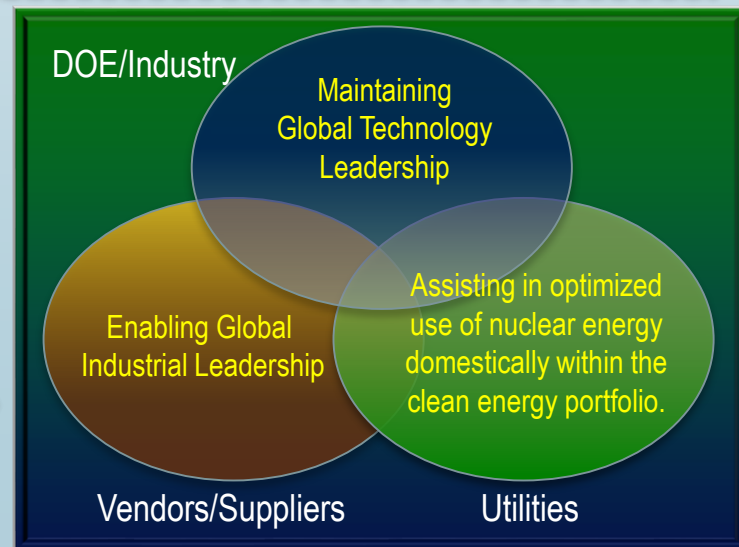 DOE/Industry
Maintaining
Global Technology
Leadership
Enabling Global
Industrial Leadership
Assisting in optimized
use of nuclear energy
domestically within the
clean energy portfolio.
Vendors/Suppliers
Utilities